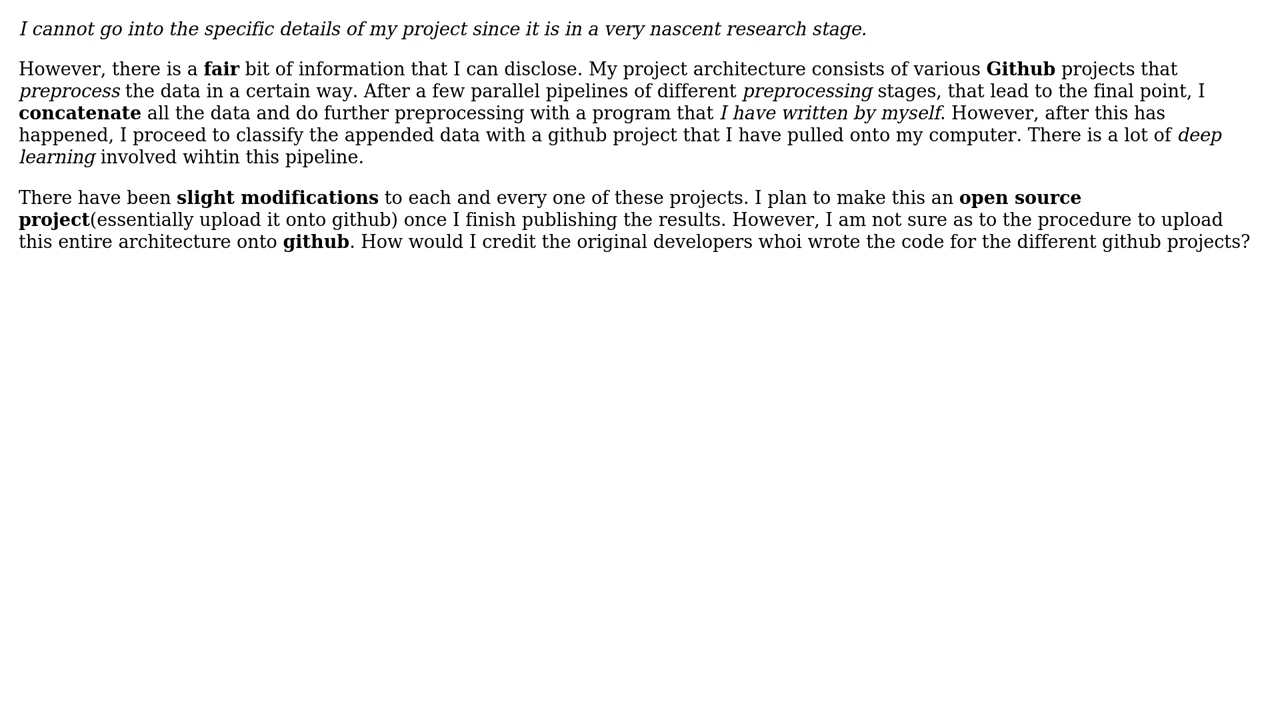 I cannot go into the specific details of my project since it is in a very nascent research stage.
However, there is a fair bit of information that I can disclose. My project architecture consists of various Github projects that
preprocess the data in a certain way. After a few parallel pipelines of different preprocessing stages, that lead to the final point, I
concatenate all the data and do further preprocessing with a program that I have written by myself. However, after this has
happened, I proceed to classify the appended data with a github project that I have pulled onto my computer. There is a lot of deep
learning involved wihtin this pipeline.
There have been slight modifications to each and every one of these projects. I plan to make this an open source
project(essentially upload it onto github) once I finish publishing the results. However, I am not sure as to the procedure to upload
this entire architecture onto github. How would I credit the original developers whoi wrote the code for the different github projects?